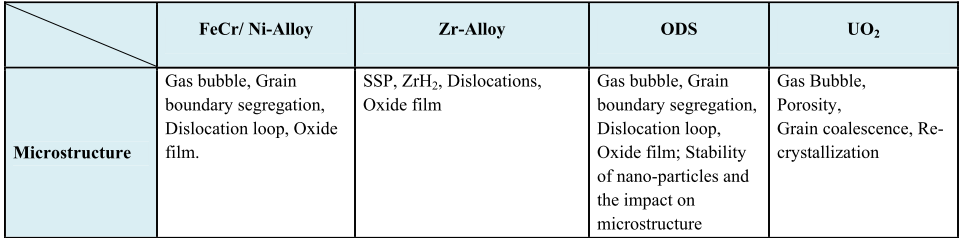 FeCr/ Ni-Alloy
Zr-Alloy
ODS
UO₂
Microstructure
Gas bubble, Grain
boundary segregation,
Dislocation loop, Oxide
film.
SSP, ZrH₂, Dislocations,
Oxide film
Gas bubble, Grain
boundary segregation,
Dislocation loop,
Oxide film; Stability
of nano-particles and
the impact on
microstructure
Gas Bubble,
Porosity,
Grain coalescence, Re-
crystallization